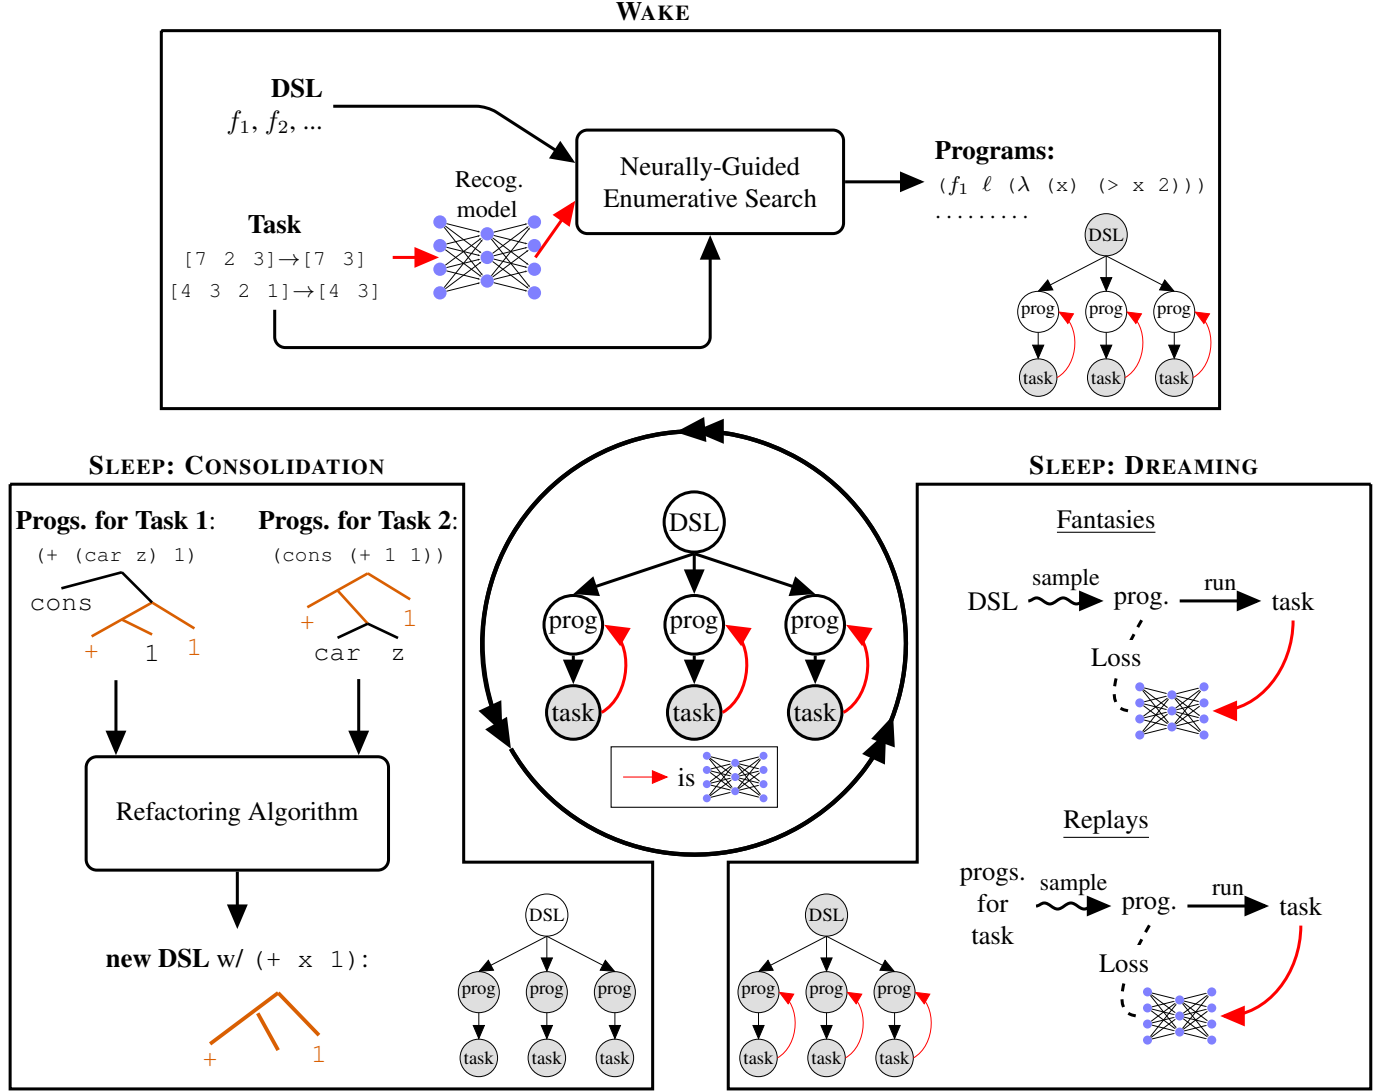 WAKE
DSL
f1, f2, ...
Recog.
model
Task
[7 2 3]→[7 3]
[4 3 2 1]→[4 3]
Neurally-Guided
Enumerative Search
Programs:
(f1 ℓ (λ (x) (> x 2)))
.........
DSL
prog prog prog
task task task
SLEEP: CONSOLIDATION
Progs. for Task 1:
(+ (car z) 1)
cons
+ 1 1
Progs. for Task 2:
(cons (+ 1 1))
+ 1
car z
Refactoring Algorithm
new DSL w/ (+ x 1):
+ 1
DSL
prog prog prog
task task task
DSL
prog prog prog
task task task
is
SLEEP: DREAMING
Fantasies
DSL sample prog. run task
Loss
Replays
progs.
for
task
sample prog. run task
Loss
DSL
prog prog prog
task task task